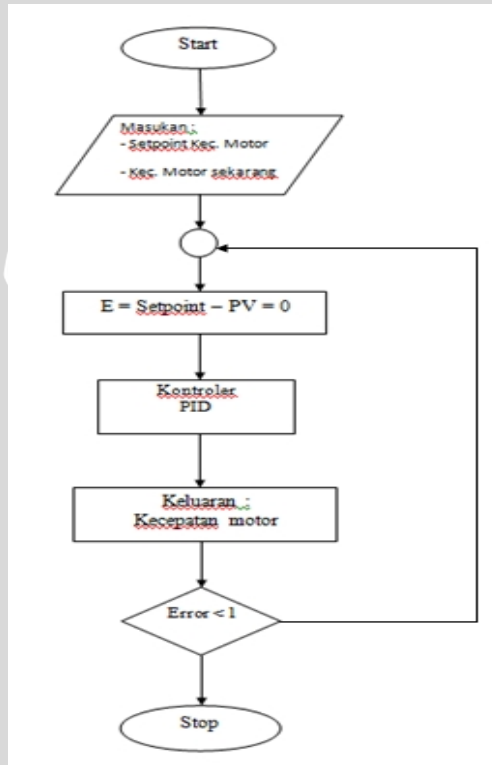 Start
Masukan :
- Setpoint Kec. Motor
- Kec. Motor sekarang
E = Setpoint – PV = 0
Kontroler
PID
Keluaran :
Kecepatan motor
Error < 1
Stop